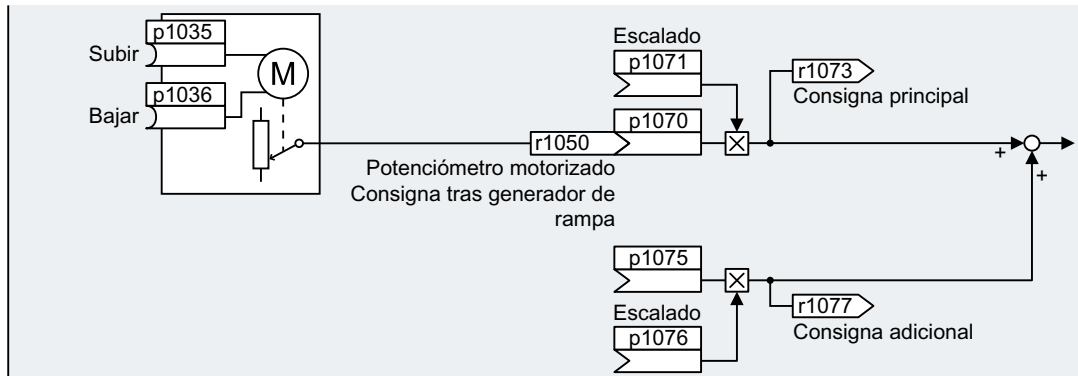 p1035
Subir
M
p1036
Bajar
Escalado
p1071
r1073
Consigna principal
p1070
r1050
Potenciómetro motorizado
Consigna tras generador de
rampa
+
+
p1075
r1077
Consigna adicional
Escalado
p1076